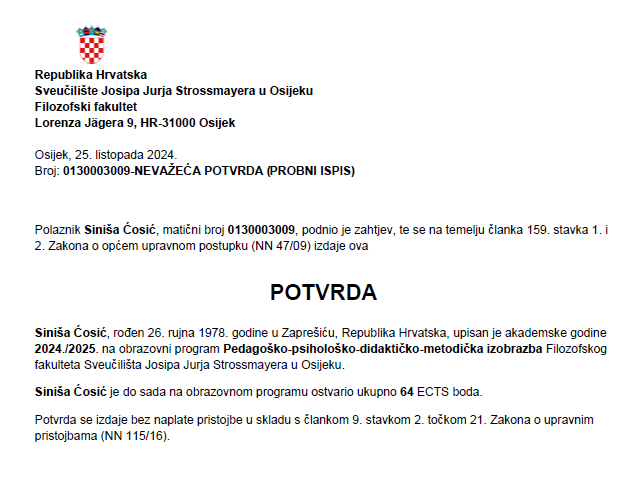 Republika Hrvatska
Sveučilište Josipa Jurja Strossmayera u Osijeku
Filozofski fakultet
Lorenza Jägera 9, HR-31000 Osijek
Osijek, 25. listopada 2024.
Broj: 0130003009-NEVAŽEĆA POTVRDA (PROBNI ISPIS)
Polaznik Siniša Ćosić, matični broj 0130003009, podnio je zahtjev, te se na temelju članka 159. stavka 1. i
2. Zakona o općem upravnom postupku (NN 47/09) izdaje ova
POTVRDA
Siniša Ćosić, rođen 26. rujna 1978. godine u Zaprešiću, Republika Hrvatska, upisan je akademske godine
2024./2025. na obrazovni program Pedagoško-psihološko-didaktičko-metodička izobrazba Filozofskog
fakulteta Sveučilišta Josipa Jurja Strossmayera u Osijeku.
Siniša Ćosić je do sada na obrazovnom programu ostvario ukupno 64 ECTS boda.
Potvrda se izdaje bez naplate pristojbe u skladu s člankom 9. stavkom 2. točkom 21. Zakona o upravnim
pristojbama (NN 115/16).